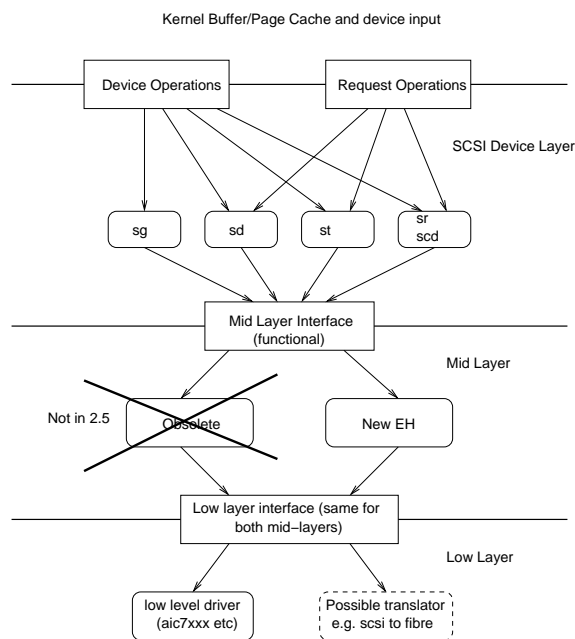 Kernel Buffer/Page Cache and device input
Device Operations
Request Operations
SCSI Device Layer
sg
sd
st
sr
scd
Mid Layer Interface
(functional)
Mid Layer
Not in 2.5
Obsolete
New EH
Low layer interface (same for
both mid−layers)
Low Layer
low level driver
(aic7xxx etc)
Possible translator
e.g. scsi to fibre